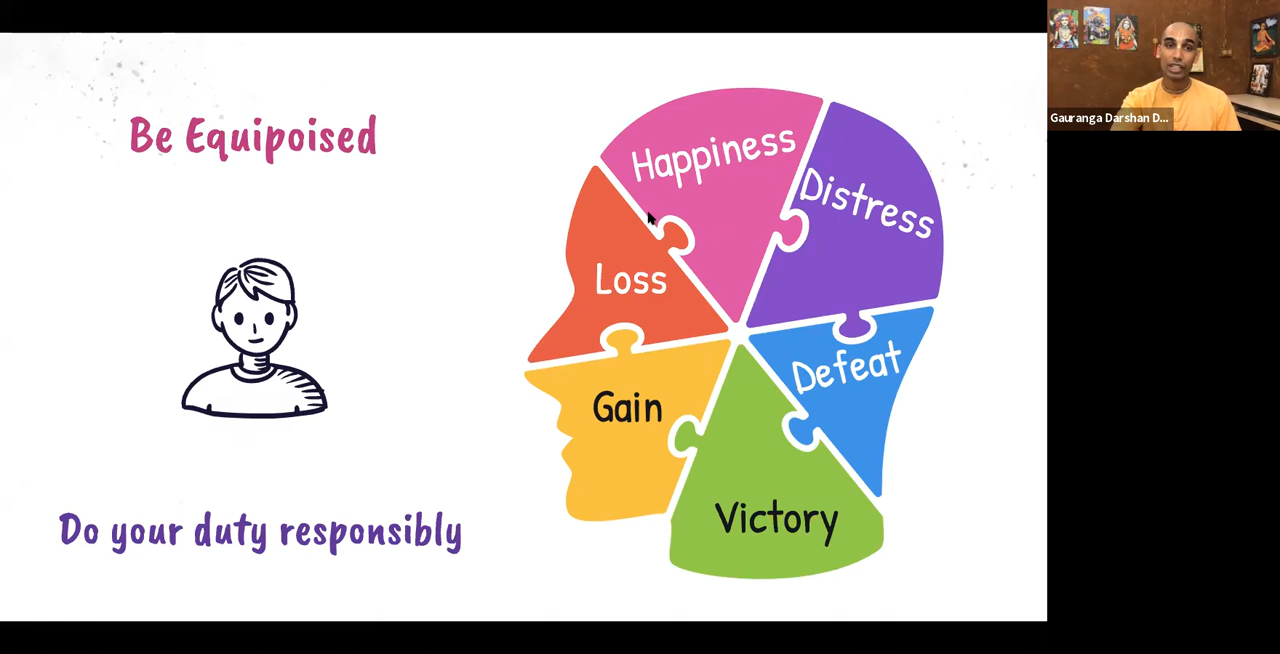 Be Equipoised
Happiness
Distress
Loss
Defeat
Gain
Victory
Do your duty responsibly
Gauranga Darshan D...